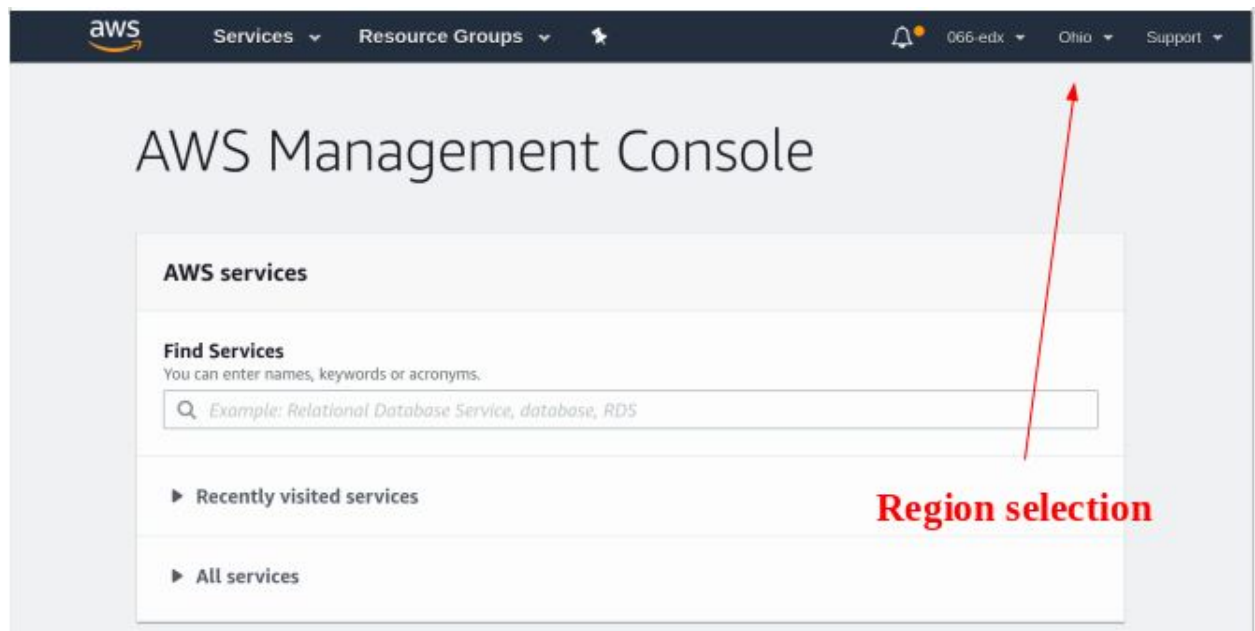 aws Services Resource Groups 066-edx Ohio Support
AWS Management Console
AWS services
Find Services
You can enter names, keywords or acronyms.
Example: Relational Database Service, database, RDS
Recently visited services
Region selection
All services